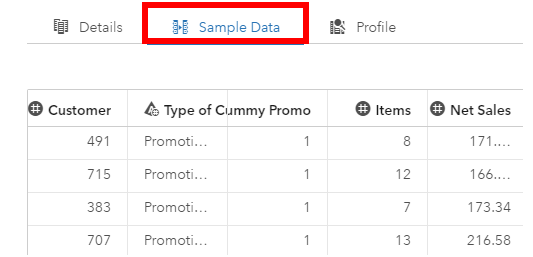 Details Sample Data Profile
Customer Type of Cummy Promo Items Net Sales
491 Promoti... 1 8 171....
715 Promoti... 1 12 166....
383 Promoti... 1 7 173.34
707 Promoti... 1 13 216.58